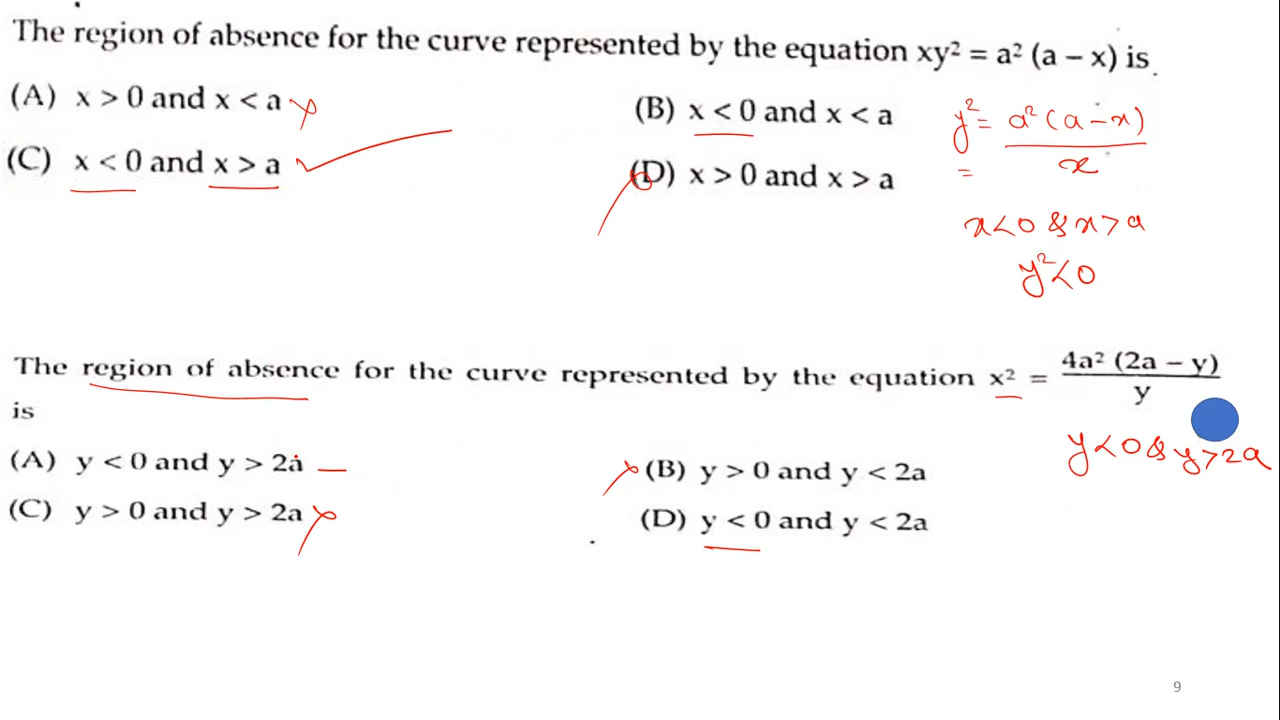 The region of absence for the curve represented by the equation xy² = a² (a – x) is
(A) x > 0 and x < a
(B) x < 0 and x < a
(C) x < 0 and x > a
(D) x > 0 and x > a
y² = a² (a – x)
x
=
x < 0 & x > a
y² < 0
The region of absence for the curve represented by the equation x² = 4a² (2a – y)
y
is
y < 0 & y > 2a
(A) y < 0 and y > 2a
(B) y > 0 and y < 2a
(C) y > 0 and y > 2a
(D) y < 0 and y < 2a
9